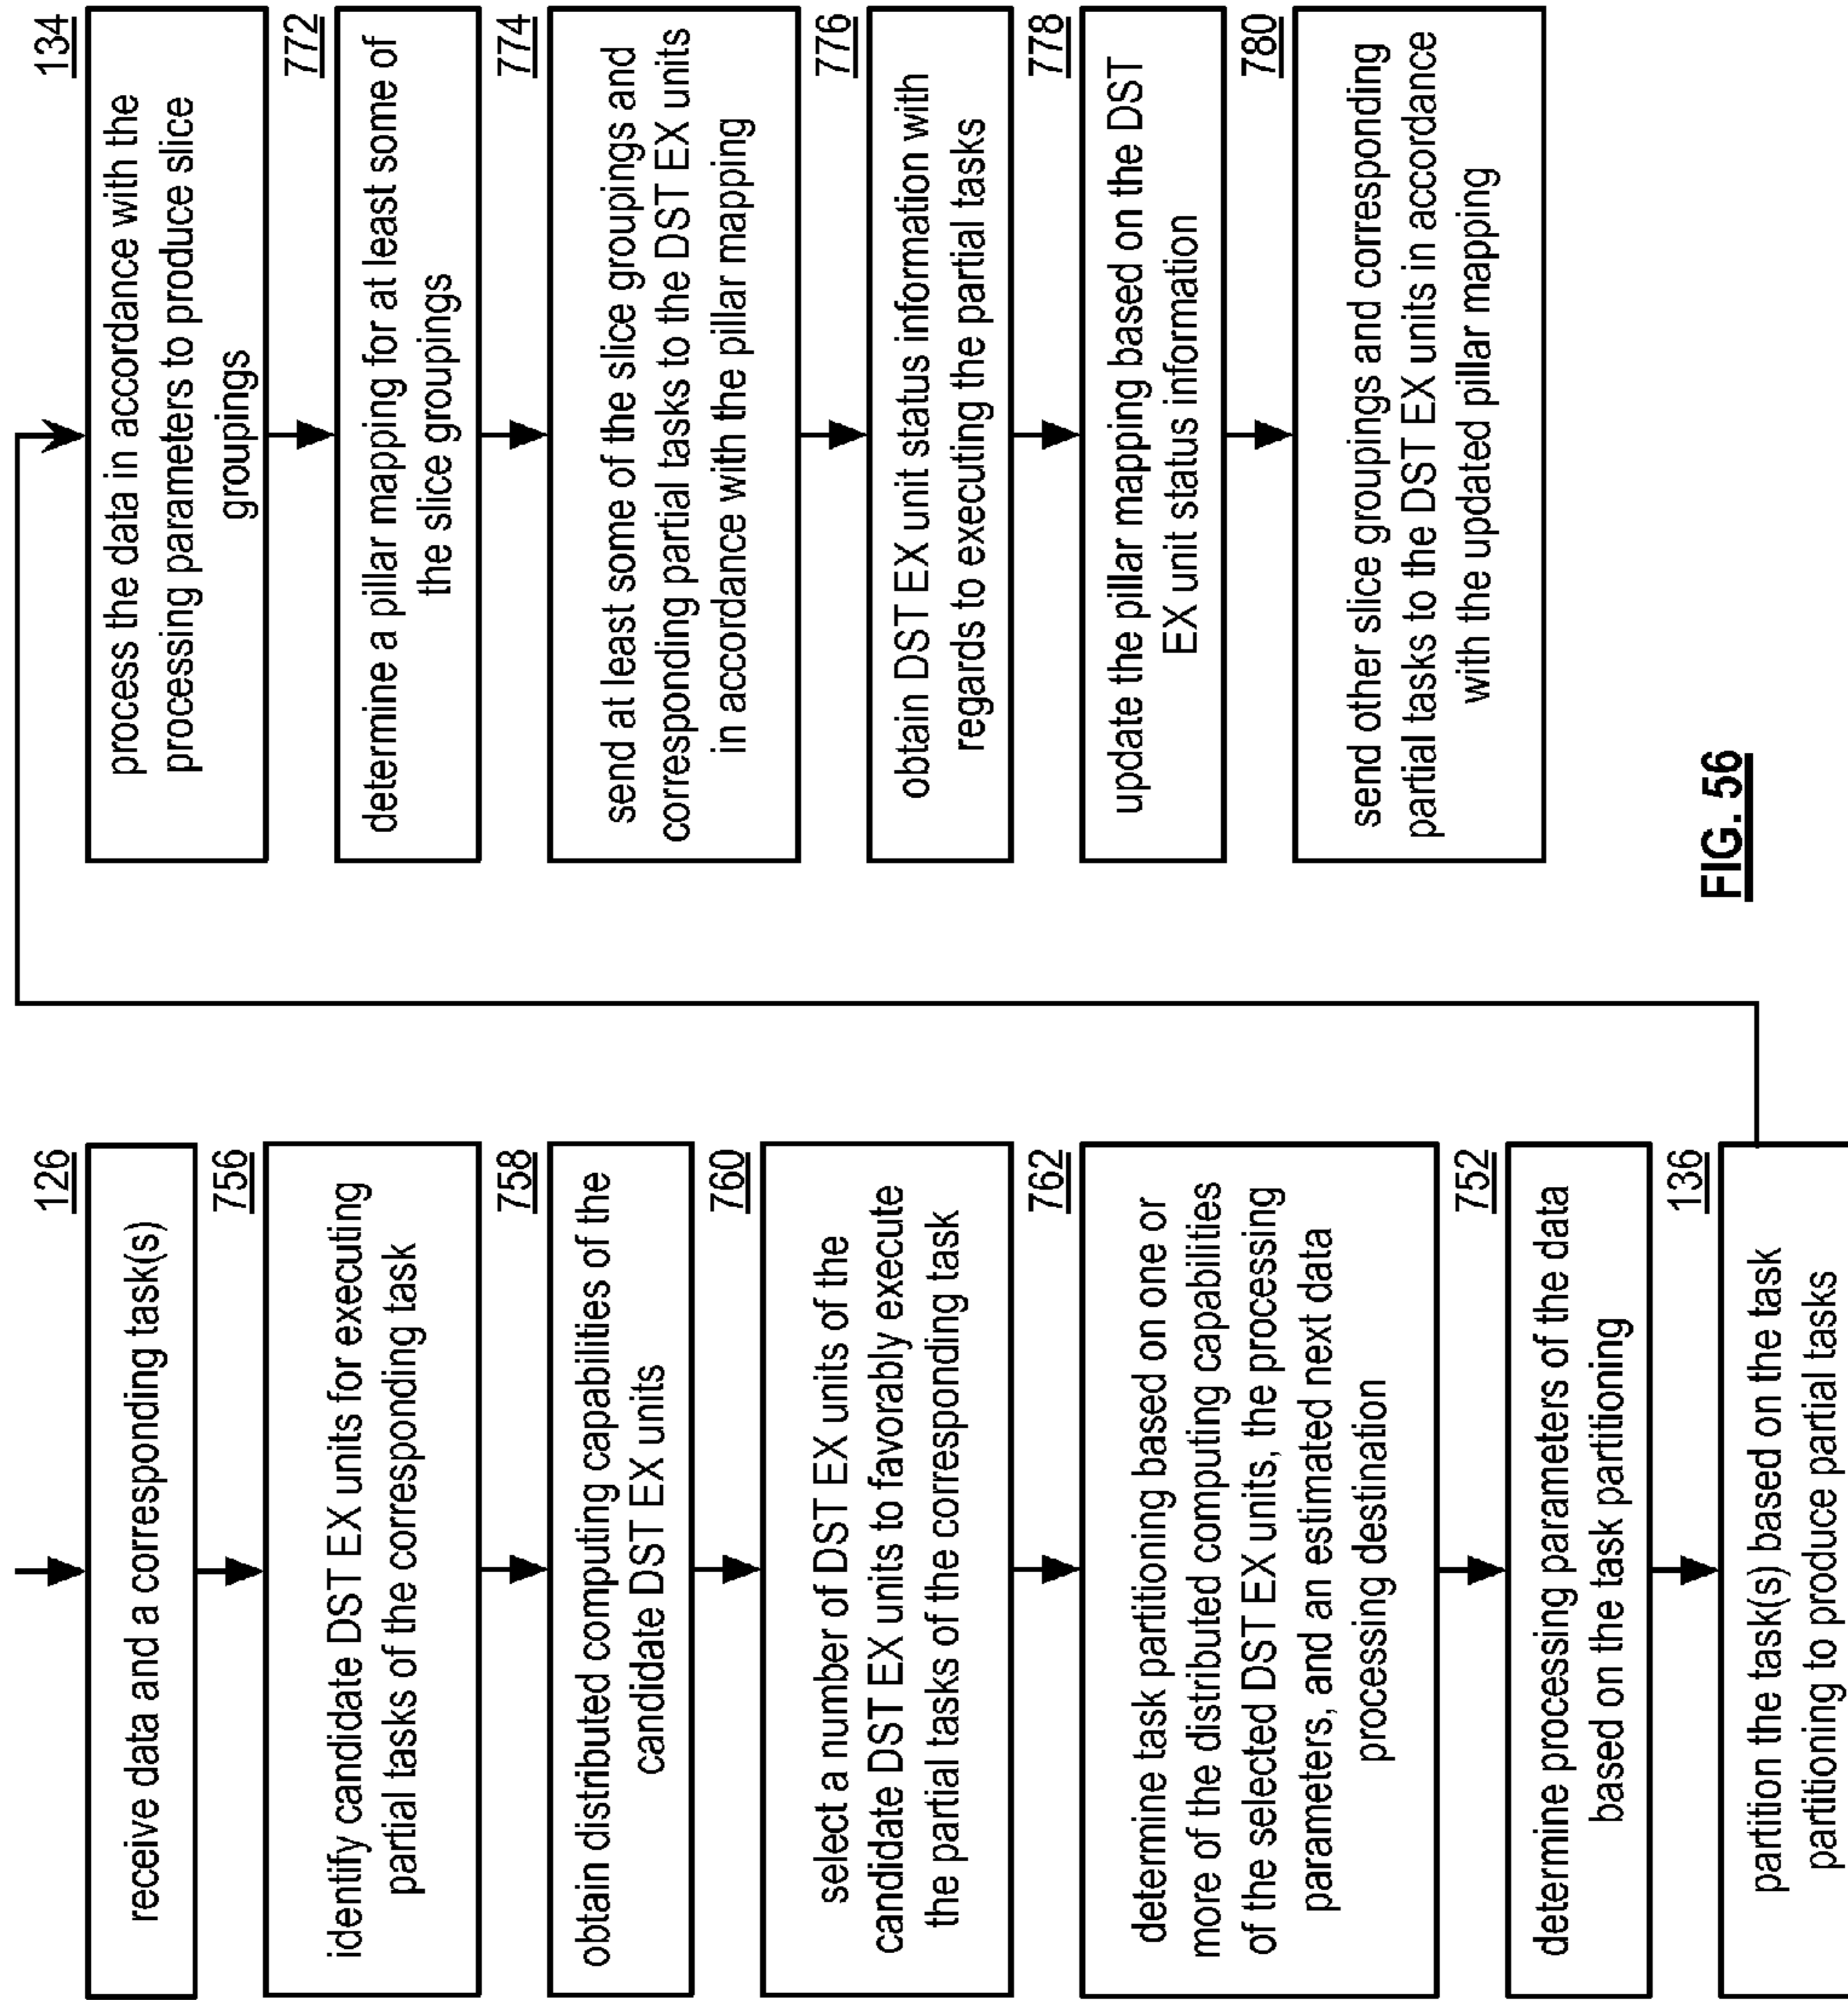 126
receive data and a corresponding task(s)
756
identify candidate DST EX units for executing
partial tasks of the corresponding task
758
obtain distributed computing capabilities of the
candidate DST EX units
760
select a number of DST EX units of the
candidate DST EX units to favorably execute
the partial tasks of the corresponding task
762
determine task partitioning based on one or
more of the distributed computing capabilities
of the selected DST EX units, the processing
parameters, and an estimated next data
processing destination
752
determine processing parameters of the data
based on the task partitioning
136
partition the task(s) based on the task
partitioning to produce partial tasks
134
process the data in accordance with the
processing parameters to produce slice
groupings
772
determine a pillar mapping for at least some of
the slice groupings
774
send at least some of the slice groupings and
corresponding partial tasks to the DST EX units
in accordance with the pillar mapping
776
obtain DST EX unit status information with
regards to executing the partial tasks
778
update the pillar mapping based on the DST
EX unit status information
780
send other slice groupings and corresponding
partial tasks to the DST EX units in accordance
with the updated pillar mapping
FIG. 56